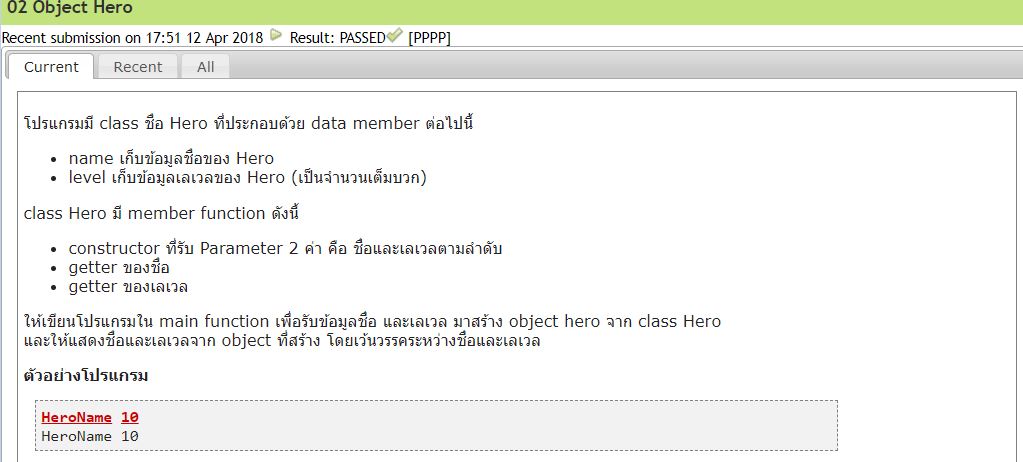 02 Object Hero
Recent submission on 17:51 12 Apr 2018 Result: PASSED [PPPP]
Current Recent All
โปรแกรมมี class ชื่อ Hero ที่ประกอบด้วย data member ต่อไปนี้
• name เก็บข้อมูลชื่อของ Hero
• level เก็บข้อมูลเลเวลของ Hero (เป็นจำนวนเต็มบวก)
class Hero มี member function ดังนี้
• constructor ที่รับ Parameter 2 ค่า คือ ชื่อและเลเวลตามลำดับ
• getter ของชื่อ
• getter ของเลเวล
ให้เขียนโปรแกรมใน main function เพื่อรับข้อมูลชื่อ และเลเวล มาสร้าง object hero จาก class Hero
และให้แสดงชื่อและเลเวลจาก object ที่สร้าง โดยเว้นวรรคระหว่างชื่อและเลเวล
ตัวอย่างโปรแกรม
HeroName 10
HeroName 10